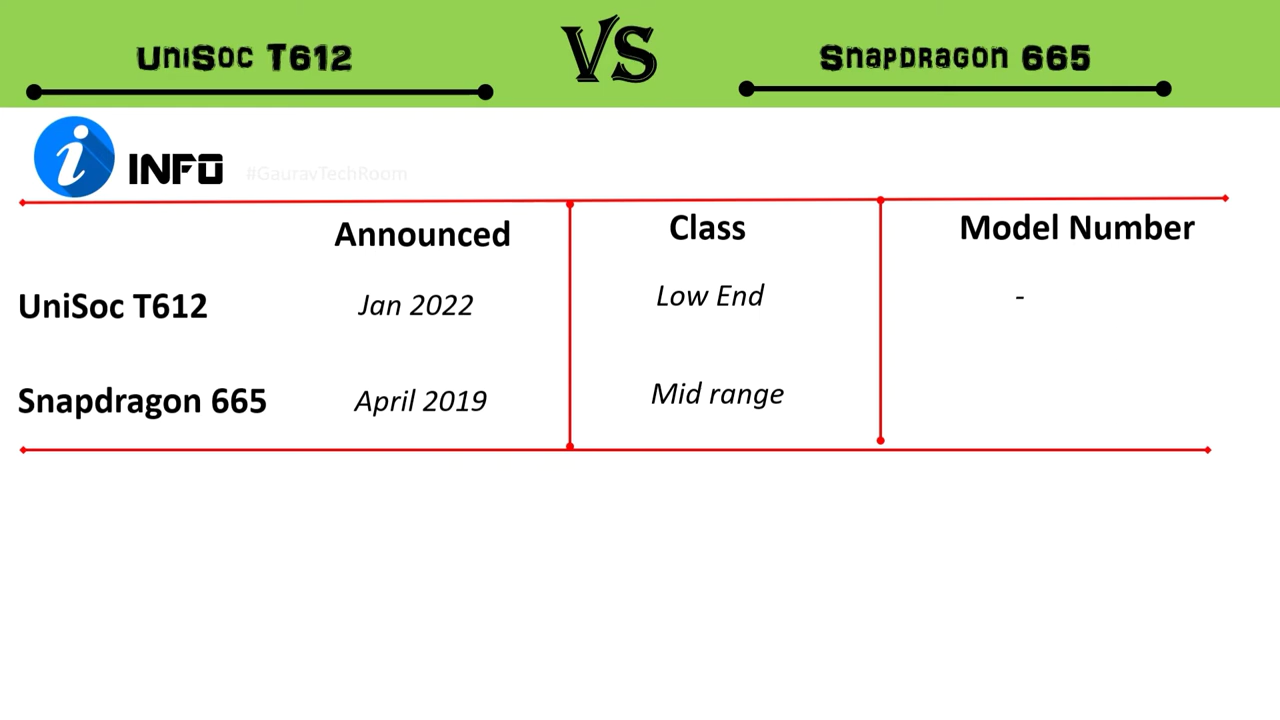 UniSoc T612 VS Snapdragon 665
i INFO #GauravTechRoom
Announced Class Model Number
UniSoc T612 Jan 2022 Low End -
Snapdragon 665 April 2019 Mid range